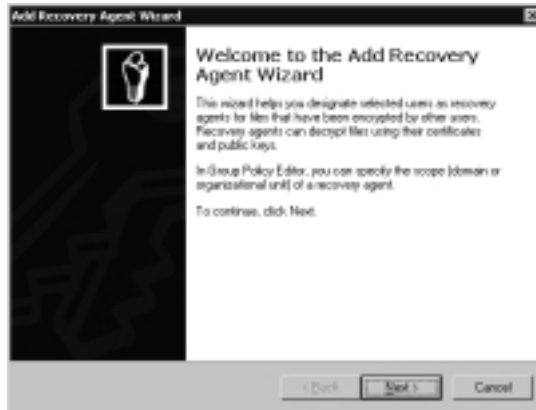 Add Recovery Agent Wizard
Welcome to the Add Recovery
Agent Wizard
This wizard helps you designate selected users as recovery
agents for files that have been encrypted by other users.
Recovery agents can decrypt files using their certificates
and public keys.
In Group Policy Editor, you can specify the scope (domain or
organizational unit) of a recovery agent.
To continue, click Next.
< Back
Next >
Cancel